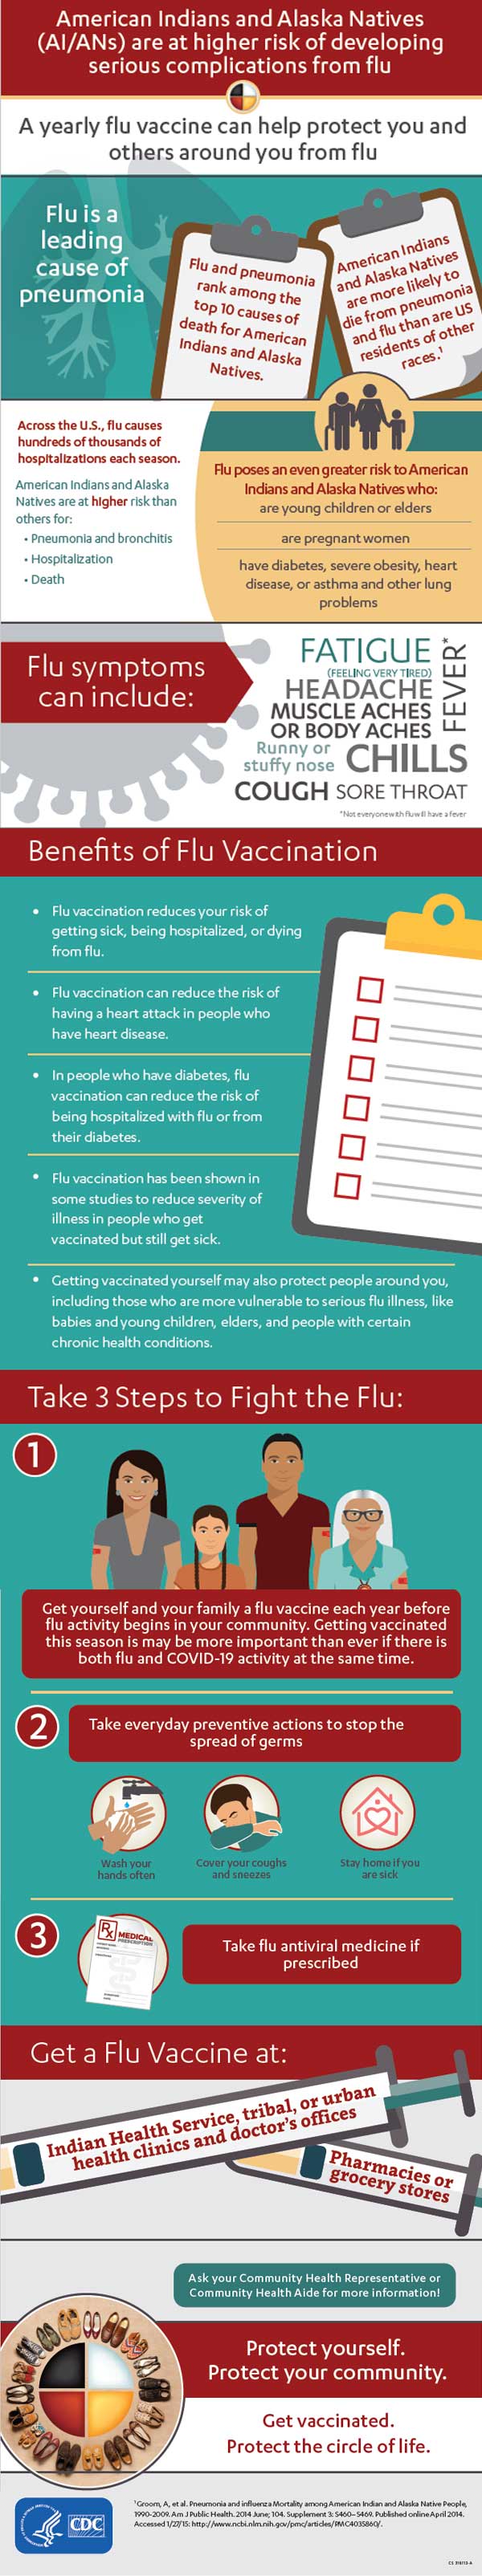 American Indians and Alaska Natives
(AI/ANs) are at higher risk of developing
serious complications from flu
A yearly flu vaccine can help protect you and
others around you from flu
Flu is a
leading
cause of
pneumonia
Flu and pneumonia
rank among the
top 10 causes of
death for American
Indians and Alaska
Natives.
American Indians
and Alaska Natives
are more likely to
die from pneumonia
and flu than are US
residents of other
races.¹
Across the U.S., flu causes
hundreds of thousands of
hospitalizations each season.
American Indians and Alaska
Natives are at higher risk than
others for:
• Pneumonia and bronchitis
• Hospitalization
• Death
Flu poses an even greater risk to American
Indians and Alaska Natives who:
are young children or elders
are pregnant women
have diabetes, severe obesity, heart
disease, or asthma and other lung
problems
Flu symptoms
can include:
FATIGUE
(FEELING VERY TIRED)
HEADACHE
MUSCLE ACHES
OR BODY ACHES
FEVER*
Runny or
stuffy nose
CHILLS
COUGH SORE THROAT
*Not everyone with flu will have a fever
Benefits of Flu Vaccination
• Flu vaccination reduces your risk of
getting sick, being hospitalized, or dying
from flu.
• Flu vaccination can reduce the risk of
having a heart attack in people who
have heart disease.
• In people who have diabetes, flu
vaccination can reduce the risk of
being hospitalized with flu or from
their diabetes.
• Flu vaccination has been shown in
some studies to reduce severity of
illness in people who get
vaccinated but still get sick.
• Getting vaccinated yourself may also protect people around you,
including those who are more vulnerable to serious flu illness, like
babies and young children, elders, and people with certain
chronic health conditions.
Take 3 Steps to Fight the Flu:
1
Get yourself and your family a flu vaccine each year before
flu activity begins in your community. Getting vaccinated
this season is may be more important than ever if there is
both flu and COVID-19 activity at the same time.
2
Take everyday preventive actions to stop the
spread of germs
Wash your
hands often
Cover your coughs
and sneezes
Stay home if you
are sick
3
Rx MEDICAL
PRESCRIPTION
Take flu antiviral medicine if
prescribed
Get a Flu Vaccine at:
Indian Health Service, tribal, or urban
health clinics and doctor's offices
Pharmacies or
grocery stores
Ask your Community Health Representative or
Community Health Aide for more information!
Protect yourself.
Protect your community.
Get vaccinated.
Protect the circle of life.
CDC
¹Groom, A, et al. Pneumonia and influenza Mortality among American Indian and Alaska Native People,
1990-2009. Am J Public Health. 2014 June; 104. Supplement 3: S460–S469. Published online April 2014.
Accessed 1/27/15: http://www.ncbi.nlm.nih.gov/pmc/articles/PMC4035860/.